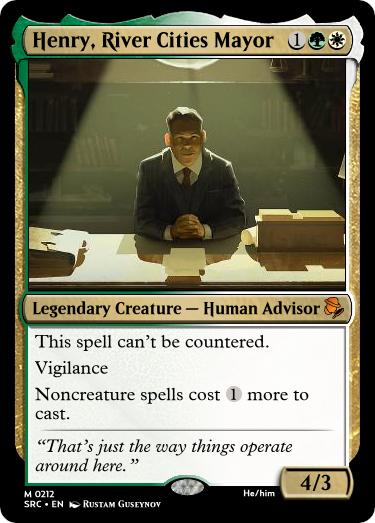 Henry, River Cities Mayor 1
Legendary Creature — Human Advisor
This spell can't be countered.
Vigilance
Noncreature spells cost 1 more to
cast.
“That's just the way things operate
around here.”
4/3
M 0212
SRC • EN Rustam Guseynov
He/him